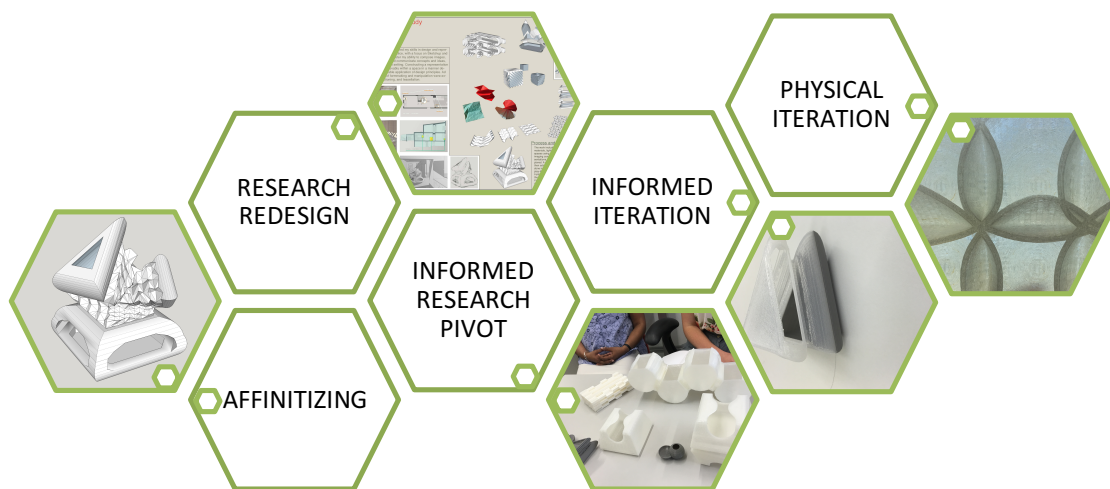 RESEARCH
REDESIGN
AFFINITIZING
INFORMED
RESEARCH
PIVOT
INFORMED
ITERATION
PHYSICAL
ITERATION